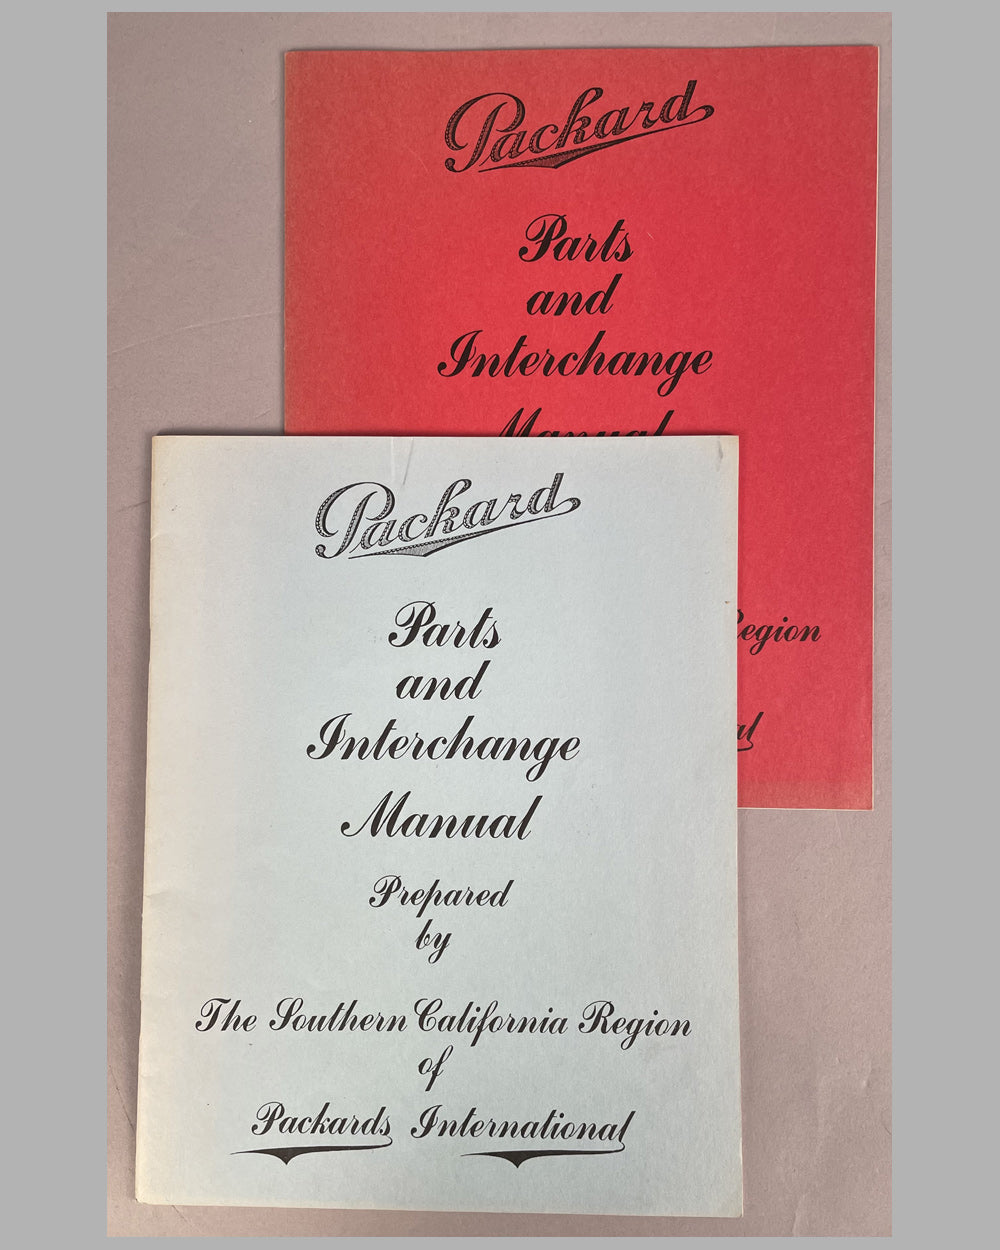 Packard
Parts
and
Interchange
Manual
Region
Packard
Parts
and
Interchange
Manual
Prepared
by
The Southern California Region
of
Packards International